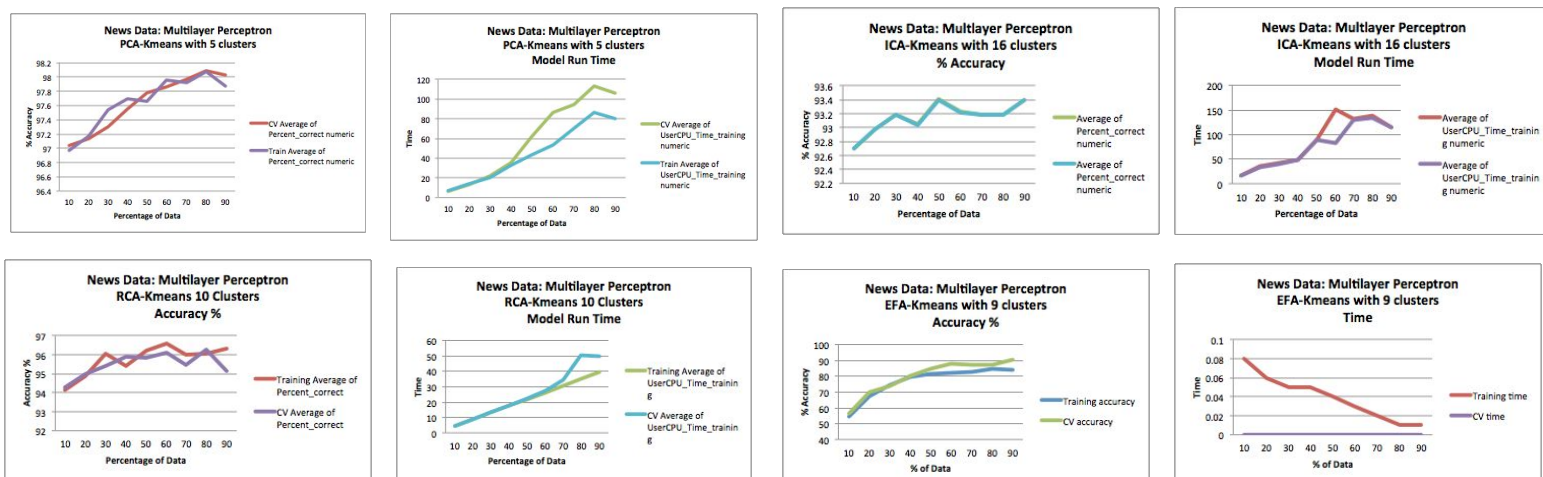 News Data: Multlayer Perceptron
PCA-Kmeans with 5 clusters
% Accuracy
98.2
98
97.8
97.6
97.4
97.2
97
96.8
96.6
96.4
10 20 30 40 50 60 70 80 90
Percentage of Data
CV Average of
Percent_correct numeric
Train Average of
Percent_correct numeric
News Data: Multlayer Perceptron
PCA-Kmeans with 5 clusters
Model Run Time
Time
120
100
80
60
40
20
0
10 20 30 40 50 60 70 80 90
Percentage of Data
CV Average of
UserCPU_Time_training
numeric
Train Average of
UserCPU_Time_training
numeric
News Data: Multlayer Perceptron
ICA-Kmeans with 16 clusters
% Accuracy
% Accuracy
93.6
93.4
93.2
93
92.8
92.6
92.4
92.2
10 20 30 40 50 60 70 80 90
Percentage of Data
Average of
Percent_correct
numeric
Average of
Percent_correct
numeric
News Data: Multlayer Perceptron
ICA-Kmeans with 16 clusters
Model Run Time
Time
200
150
100
50
0
10 20 30 40 50 60 70 80 90
Percentage of Data
Average of
UserCPU_Time_trainin
g numeric
Average of
UserCPU_Time_trainin
g numeric
News Data: Multilayer Perceptron
RCA-Kmeans 10 Clusters
Accuracy %
Accuracy %
97
96
95
94
93
92
10 20 30 40 50 60 70 80 90
Percentage of Data
Training Average of
Percent_correct
CV Average of
Percent_correct
News Data: Multilayer Perceptron
RCA-Kmeans 10 Clusters
Model Run Time
Time
60
50
40
30
20
10
0
10 20 30 40 50 60 70 80 90
Percentage of Data
Training Average of
UserCPU_Time_trainin
g
CV Average of
UserCPU_Time_trainin
g
News Data: Multilayer Perceptron
EFA-Kmeans with 9 clusters
Accuracy %
% Accuracy
100
90
80
70
60
50
40
10 20 30 40 50 60 70 80 90
% of Data
Training accuracy
CV accuracy
News Data: Multilayer Perceptron
EFA-Kmeans with 9 clusters
Time
Time
0.1
0.08
0.06
0.04
0.02
0
10 20 30 40 50 60 70 80 90
% of Data
Training time
CV time